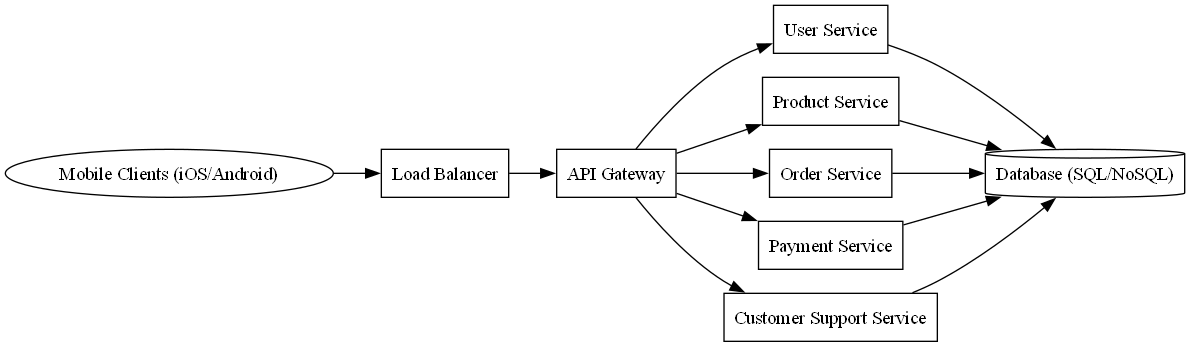 User Service
Product Service
Mobile Clients (iOS/Android)
Load Balancer
API Gateway
Order Service
Database (SQL/NoSQL)
Payment Service
Customer Support Service